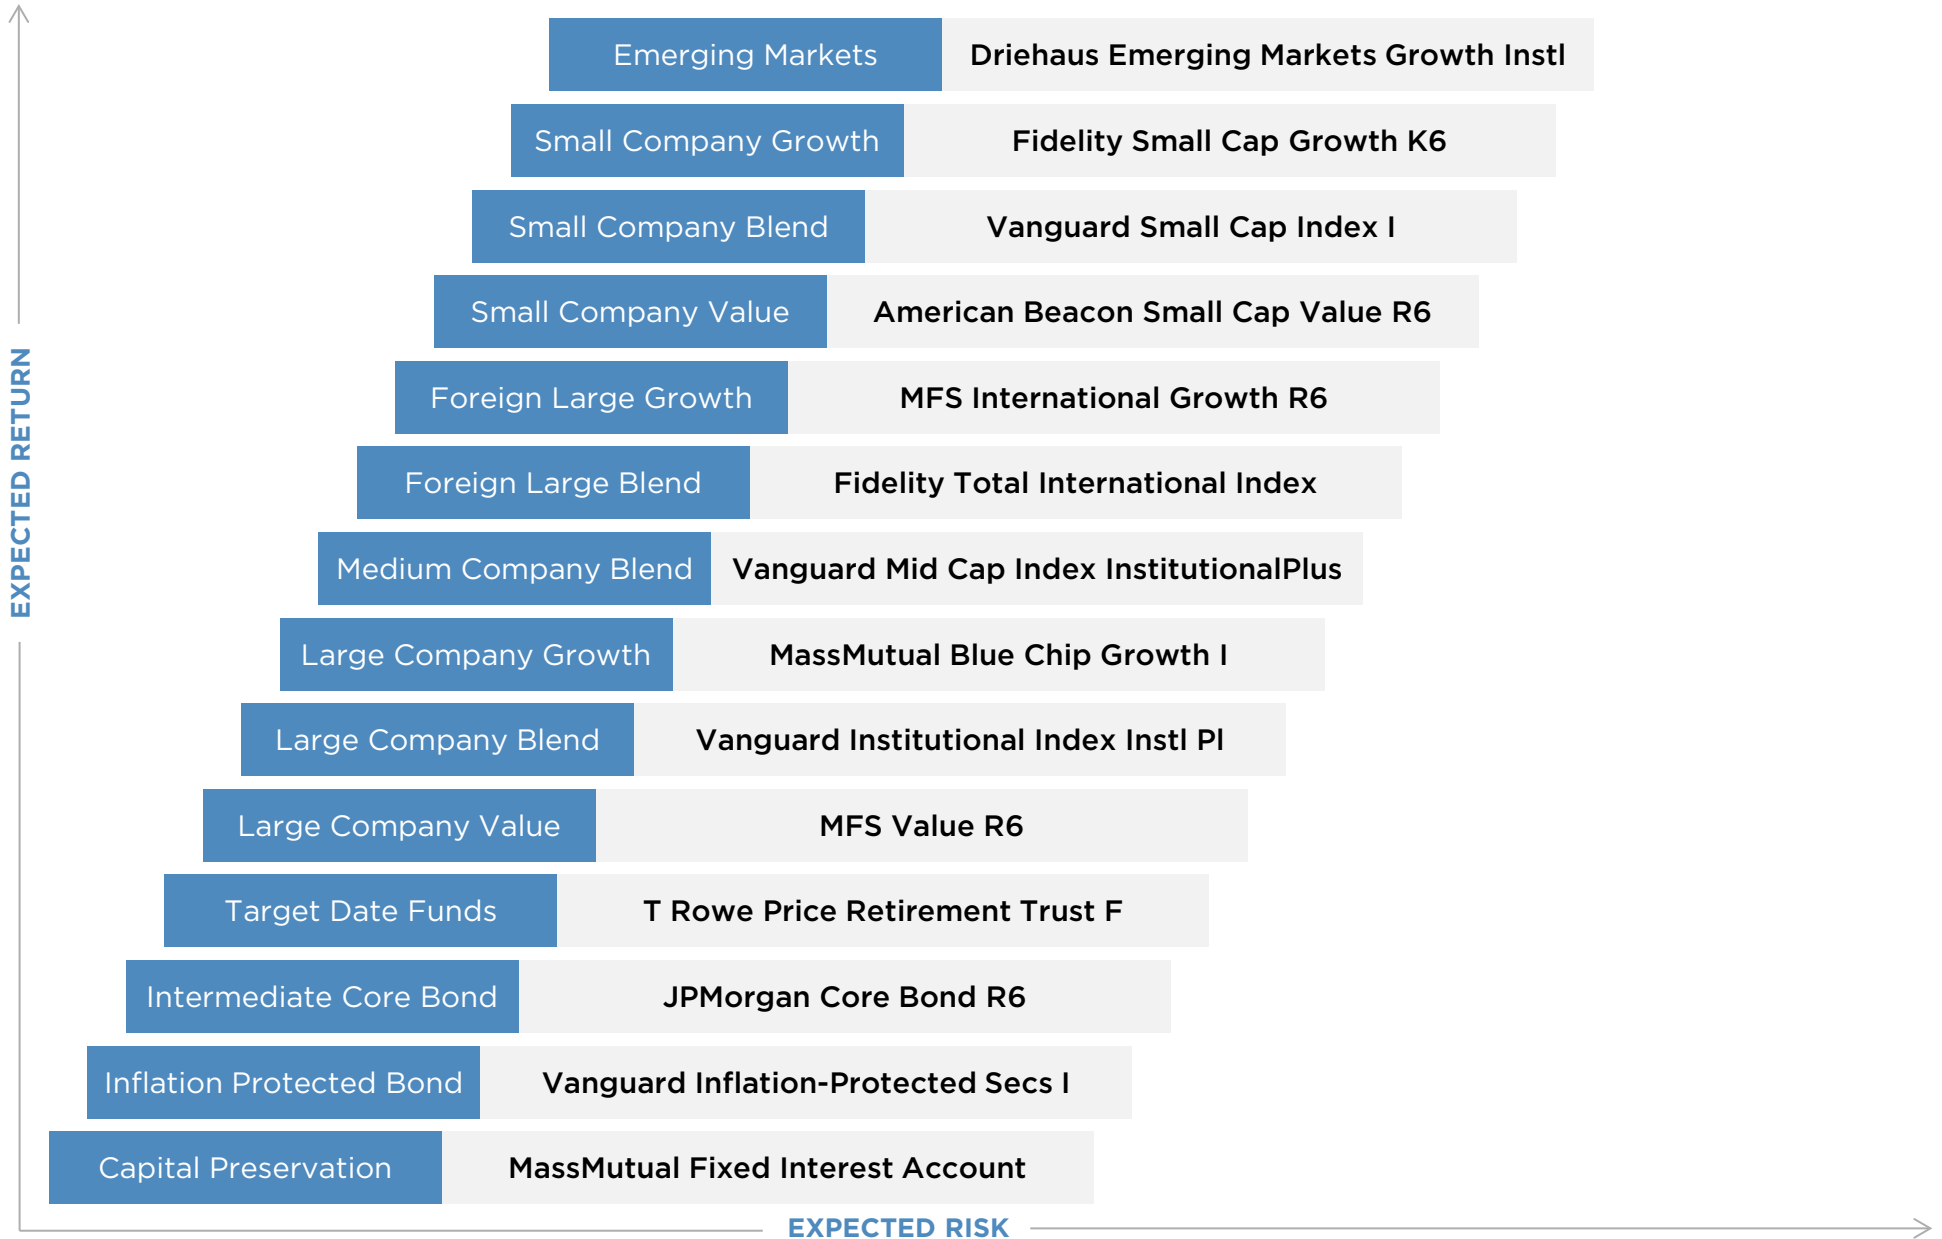 Emerging Markets Driehaus Emerging Markets Growth Instl
Small Company Growth Fidelity Small Cap Growth K6
Small Company Blend Vanguard Small Cap Index I
Small Company Value American Beacon Small Cap Value R6
Foreign Large Growth MFS International Growth R6
Foreign Large Blend Fidelity Total International Index
Medium Company Blend Vanguard Mid Cap Index InstitutionalPlus
Large Company Growth MassMutual Blue Chip Growth I
Large Company Blend Vanguard Institutional Index Instl Pl
Large Company Value MFS Value R6
Target Date Funds T Rowe Price Retirement Trust F
Intermediate Core Bond JPMorgan Core Bond R6
Inflation Protected Bond Vanguard Inflation-Protected Secs I
Capital Preservation MassMutual Fixed Interest Account
EXPECTED RETURN
EXPECTED RISK